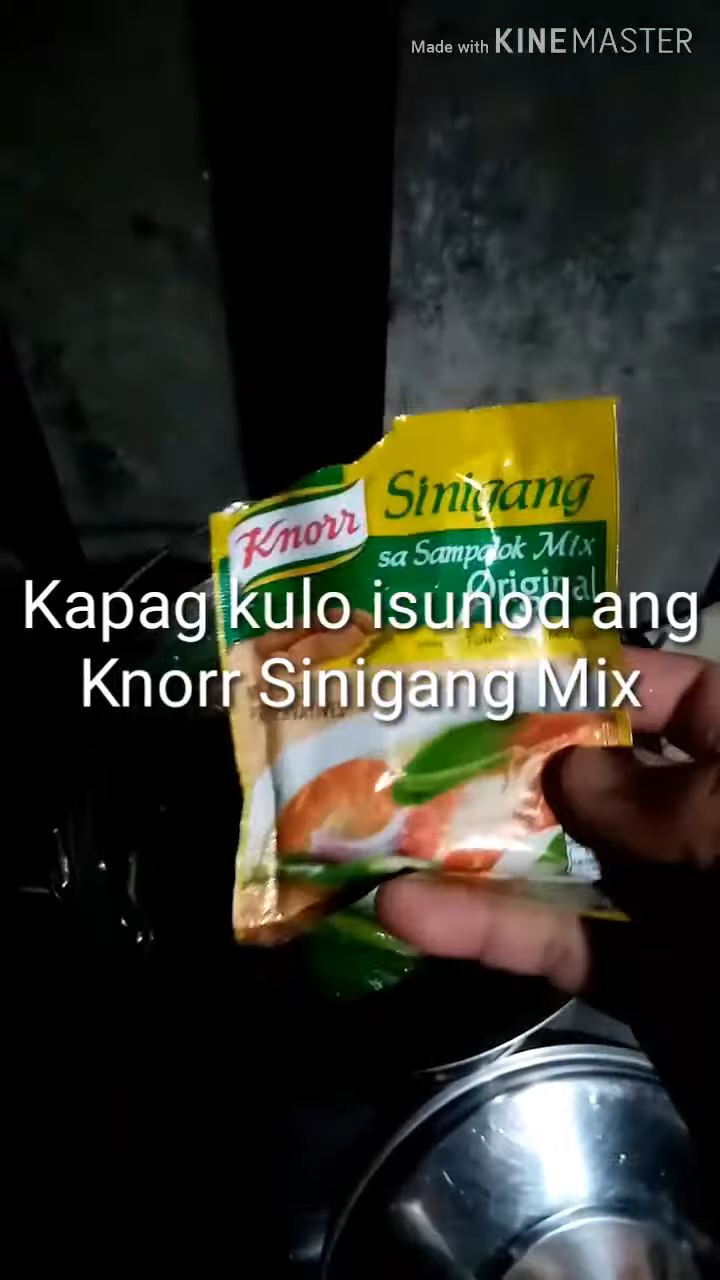 Made with KINEMASTER
Sinigang
Knorr
sa Sampalok Mix
Original
Kapag kulo isunod ang
Knorr Sinigang Mix